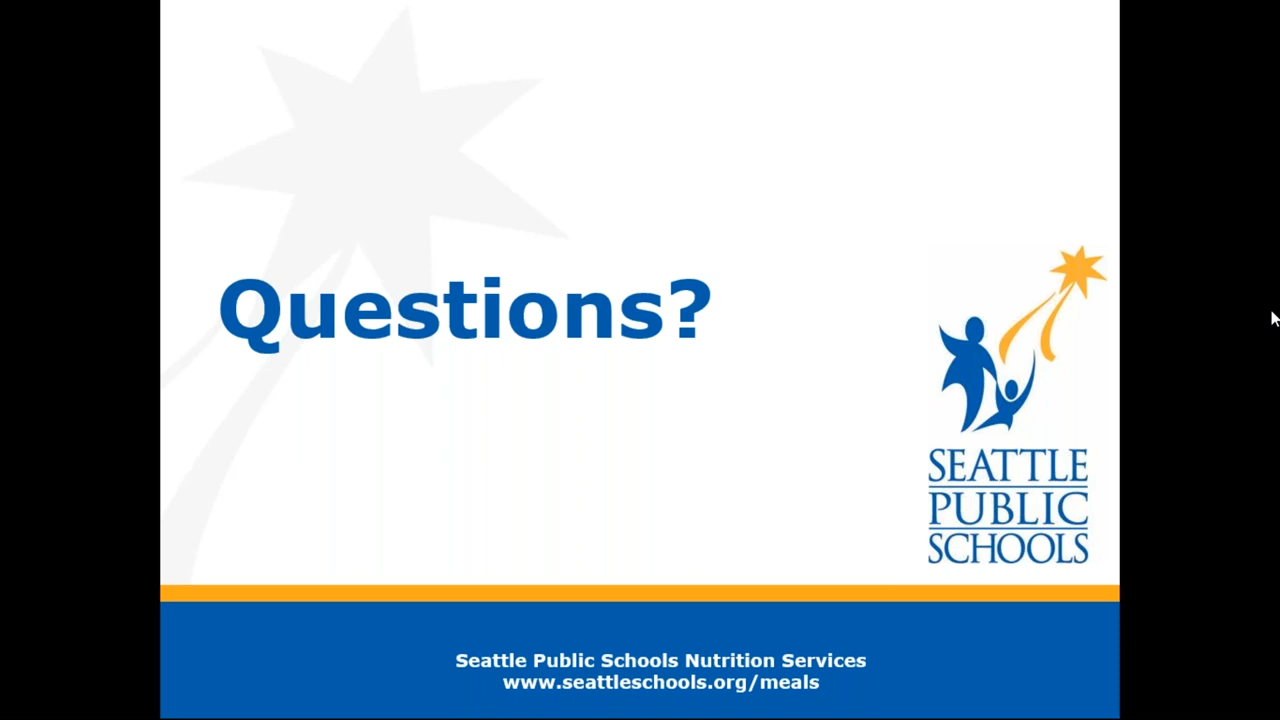 Questions?
SEATTLE
PUBLIC
SCHOOLS
Seattle Public Schools Nutrition Services
www.seattleschools.org/meals